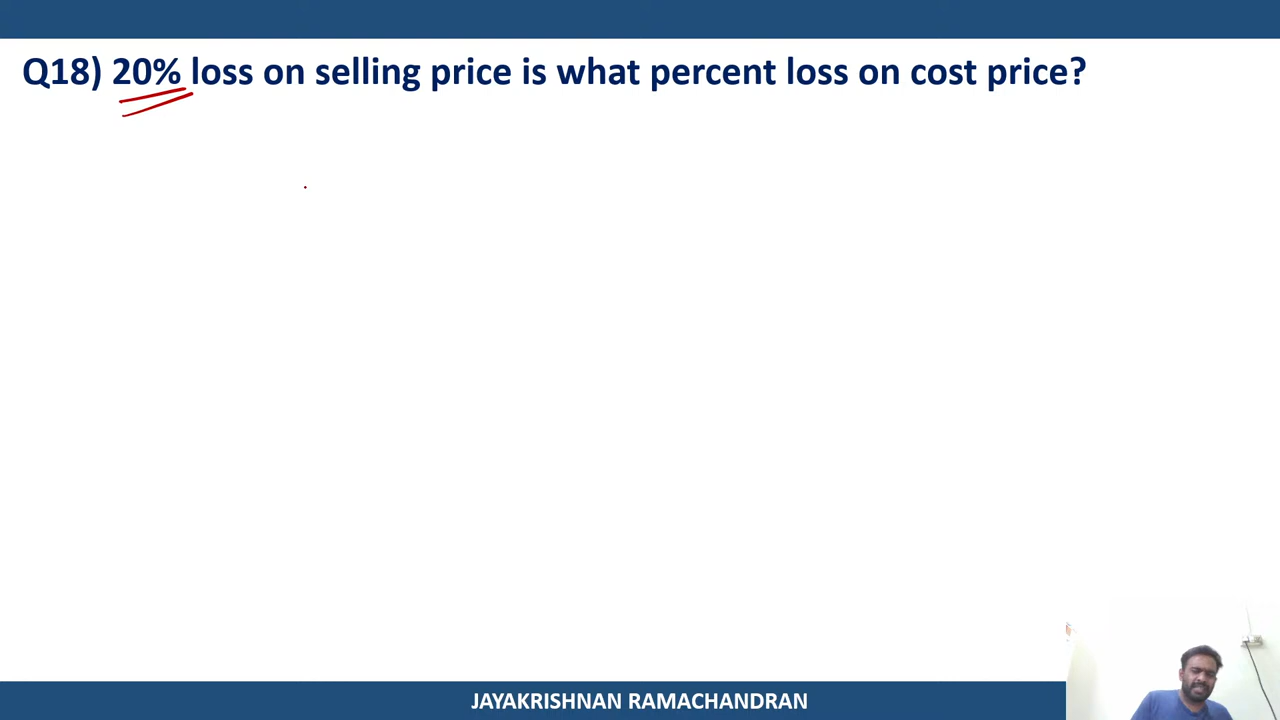 Q18) 20% loss on selling price is what percent loss on cost price?
JAYAKRISHNAN RAMACHANDRAN